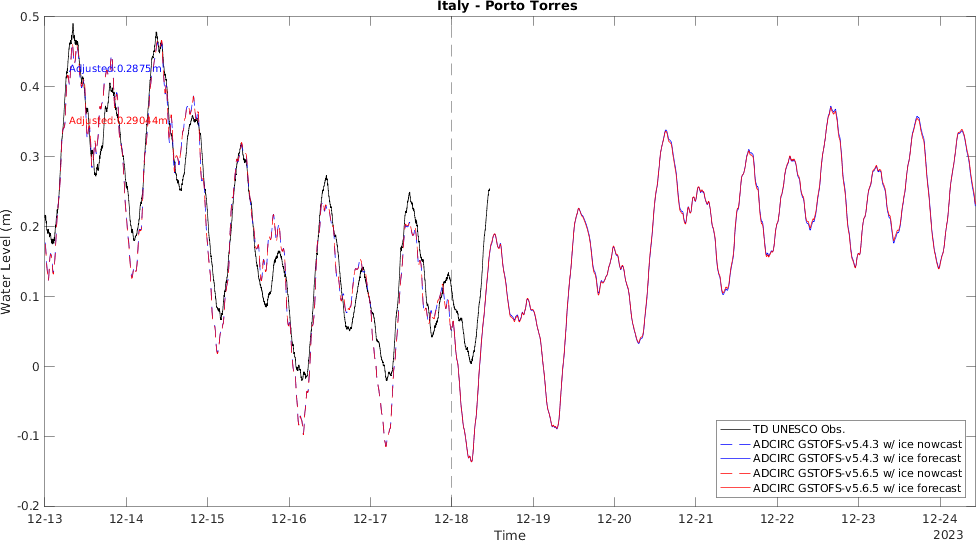 Italy - Porto Torres
0.5
0.4
0.3
0.2
0.1
0
-0.1
-0.2
Water Level (m)
Adjusted:0.2875m
Adjusted:0.29044m
TD UNESCO Obs.
ADCIRC GSTOFS-v5.4.3 w/ ice nowcast
ADCIRC GSTOFS-v5.4.3 w/ ice forecast
ADCIRC GSTOFS-v5.6.5 w/ ice nowcast
ADCIRC GSTOFS-v5.6.5 w/ ice forecast
12-13 12-14 12-15 12-16 12-17 12-18 12-19 12-20 12-21 12-22 12-23 12-24
Time
2023